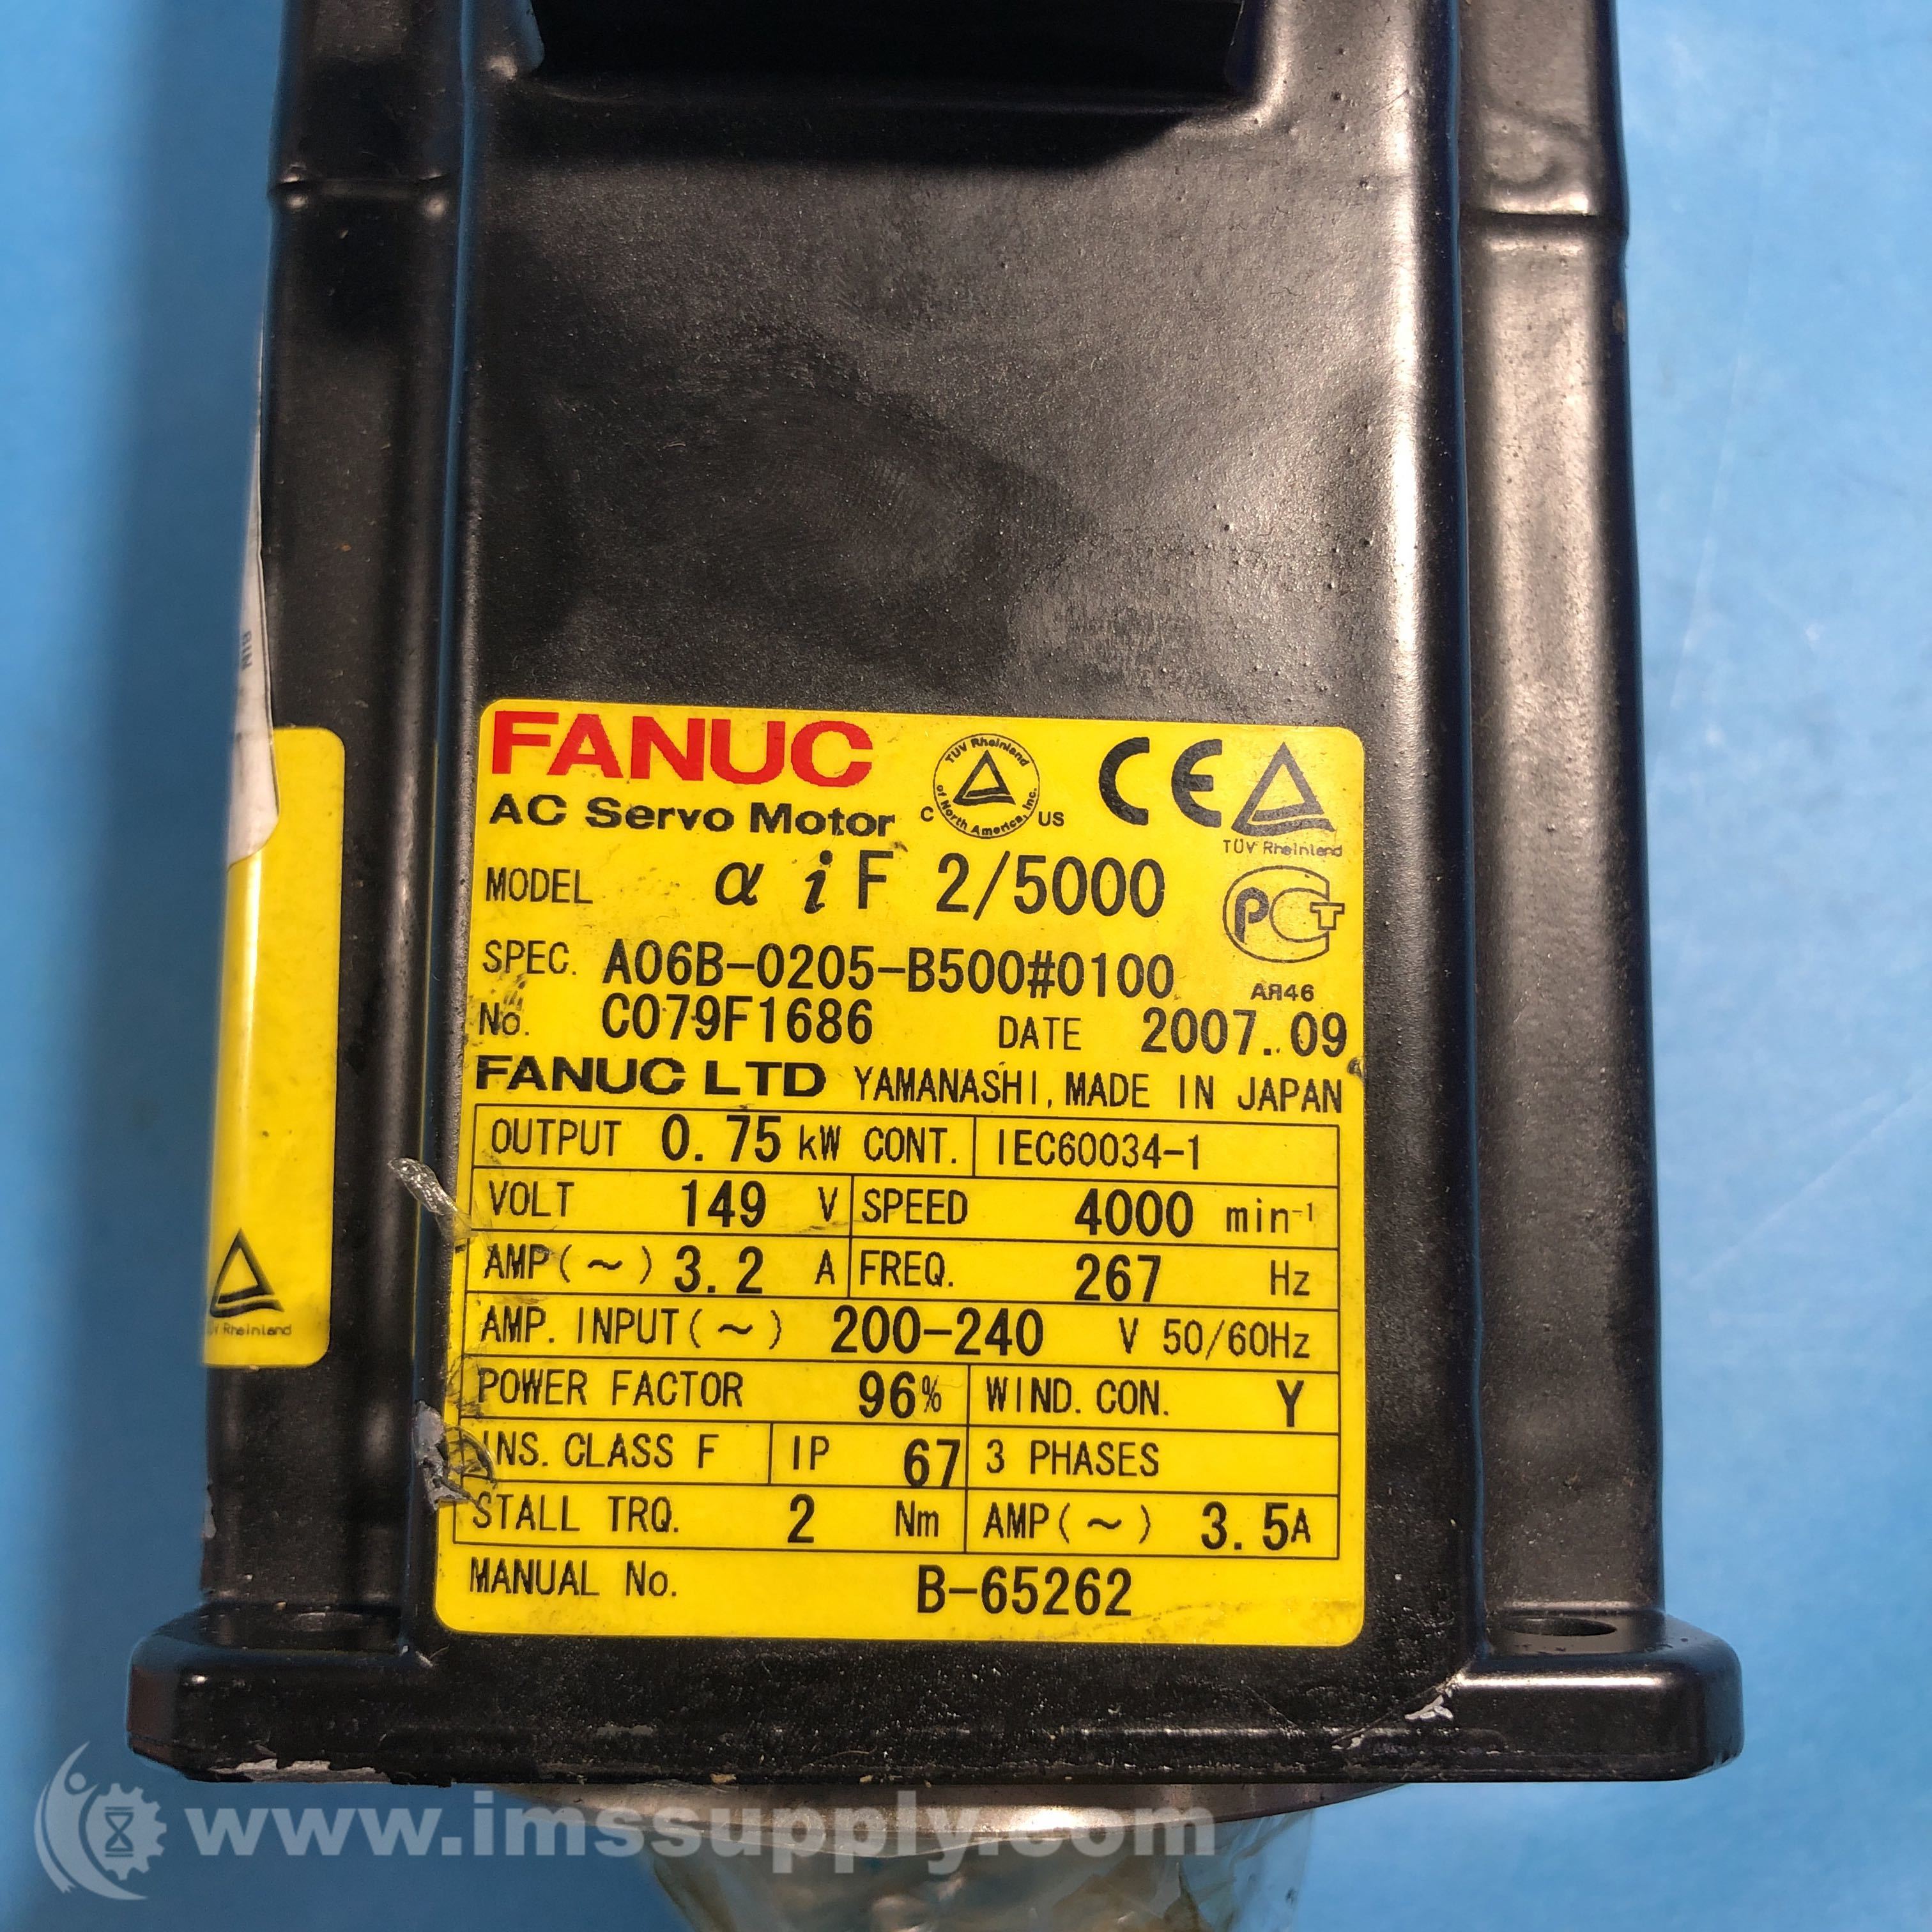 FANUC
AC Servo Motor
TÜV Rheinland of North America, Inc.
C US
CE
TÜV Rheinland
MODEL α i F 2/5000
PCT
SPEC. A06B-0205-B500#0100
АЯ46
No. C079F1686 DATE 2007.09
FANUC LTD YAMANASHI, MADE IN JAPAN
OUTPUT 0.75 kW CONT. IEC60034-1
VOLT 149 V SPEED 4000 min⁻¹
AMP(~) 3.2 A FREQ. 267 Hz
AMP. INPUT(~) 200-240 V 50/60Hz
POWER FACTOR 96% WIND. CON. Y
INS. CLASS F IP 67 3 PHASES
STALL TRQ. 2 Nm AMP(~) 3.5A
MANUAL No. B-65262
Rheinland
www.imssupply.com